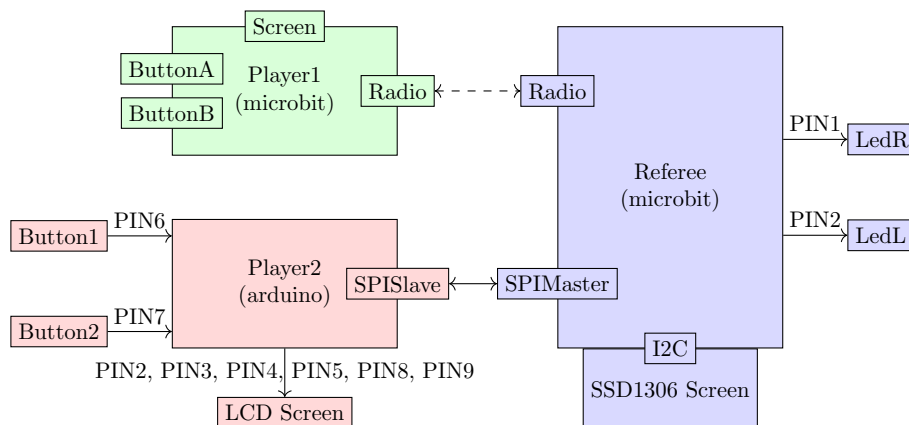 Screen
ButtonA
Player1
(microbit)
ButtonB
Radio
Radio
PIN1
LedR
Referee
(microbit)
PIN2
LedL
Button1
PIN6
Player2
(arduino)
SPISlave
SPIMaster
Button2
PIN7
I2C
PIN2, PIN3, PIN4, PIN5, PIN8, PIN9
SSD1306 Screen
LCD Screen